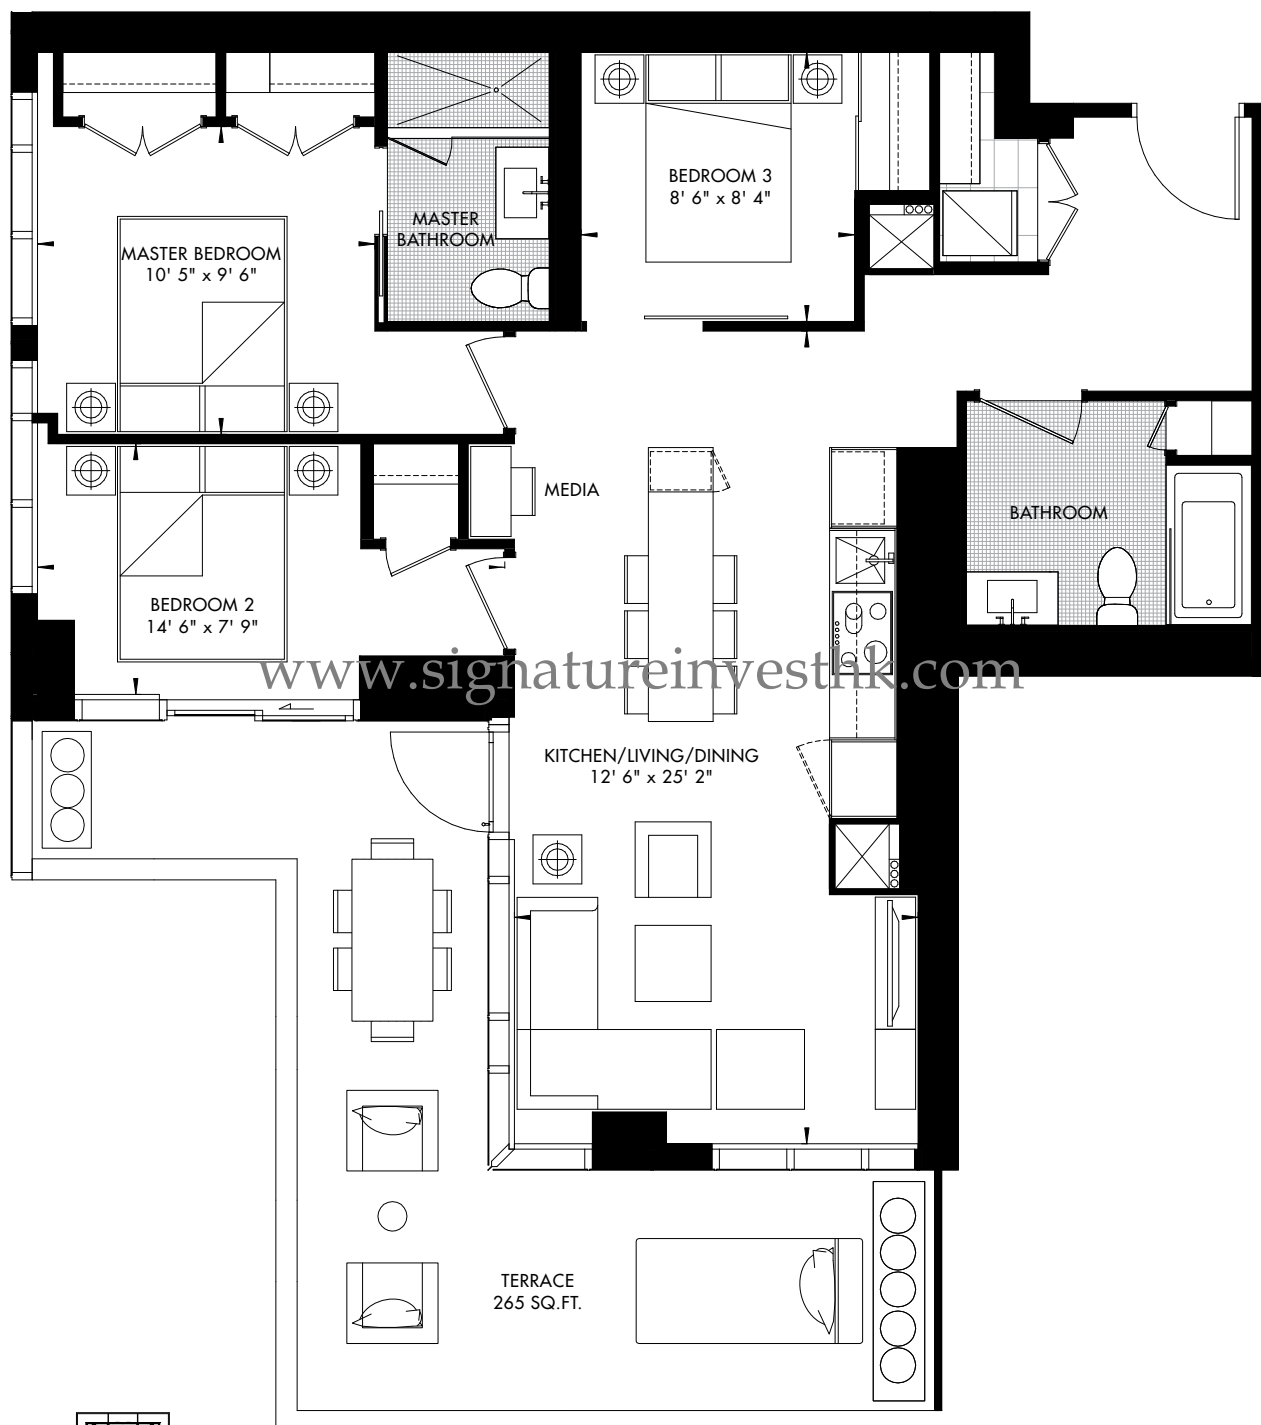 BEDROOM 3
8' 6" x 8' 4"
MASTER
BATHROOM
MASTER BEDROOM
10' 5" x 9' 6"
MEDIA
BATHROOM
BEDROOM 2
14' 6" x 7' 9"
www.signatureinvesthk.com
KITCHEN/LIVING/DINING
12' 6" x 25' 2"
TERRACE
265 SQ.FT.